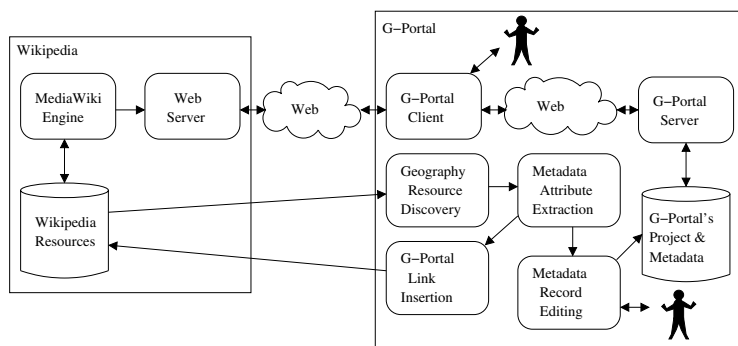 Wikipedia
G−Portal
MediaWiki
Engine
Web
Server
Web
G−Portal
Client
Web
G−Portal
Server
Wikipedia
Resources
Geography
Resource
Discovery
Metadata
Attribute
Extraction
G−Portal's
Project &
Metadata
G−Portal
Link
Insertion
Metadata
Record
Editing